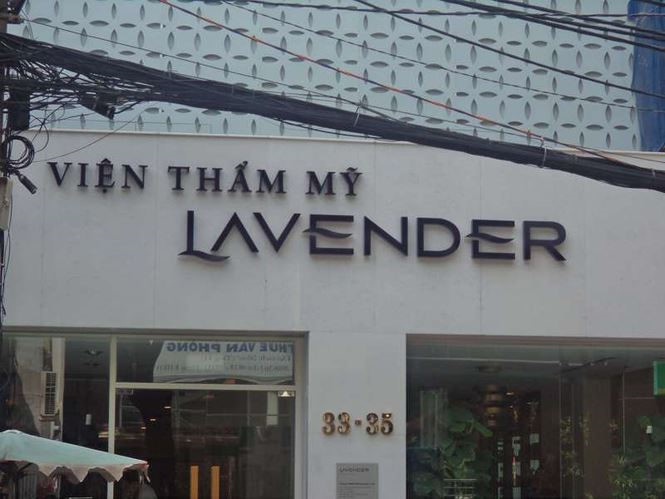 VIỆN THẨM MỸ
LAVENDER
THUÊ VĂN PHÒNG
33-35
LAVENDER